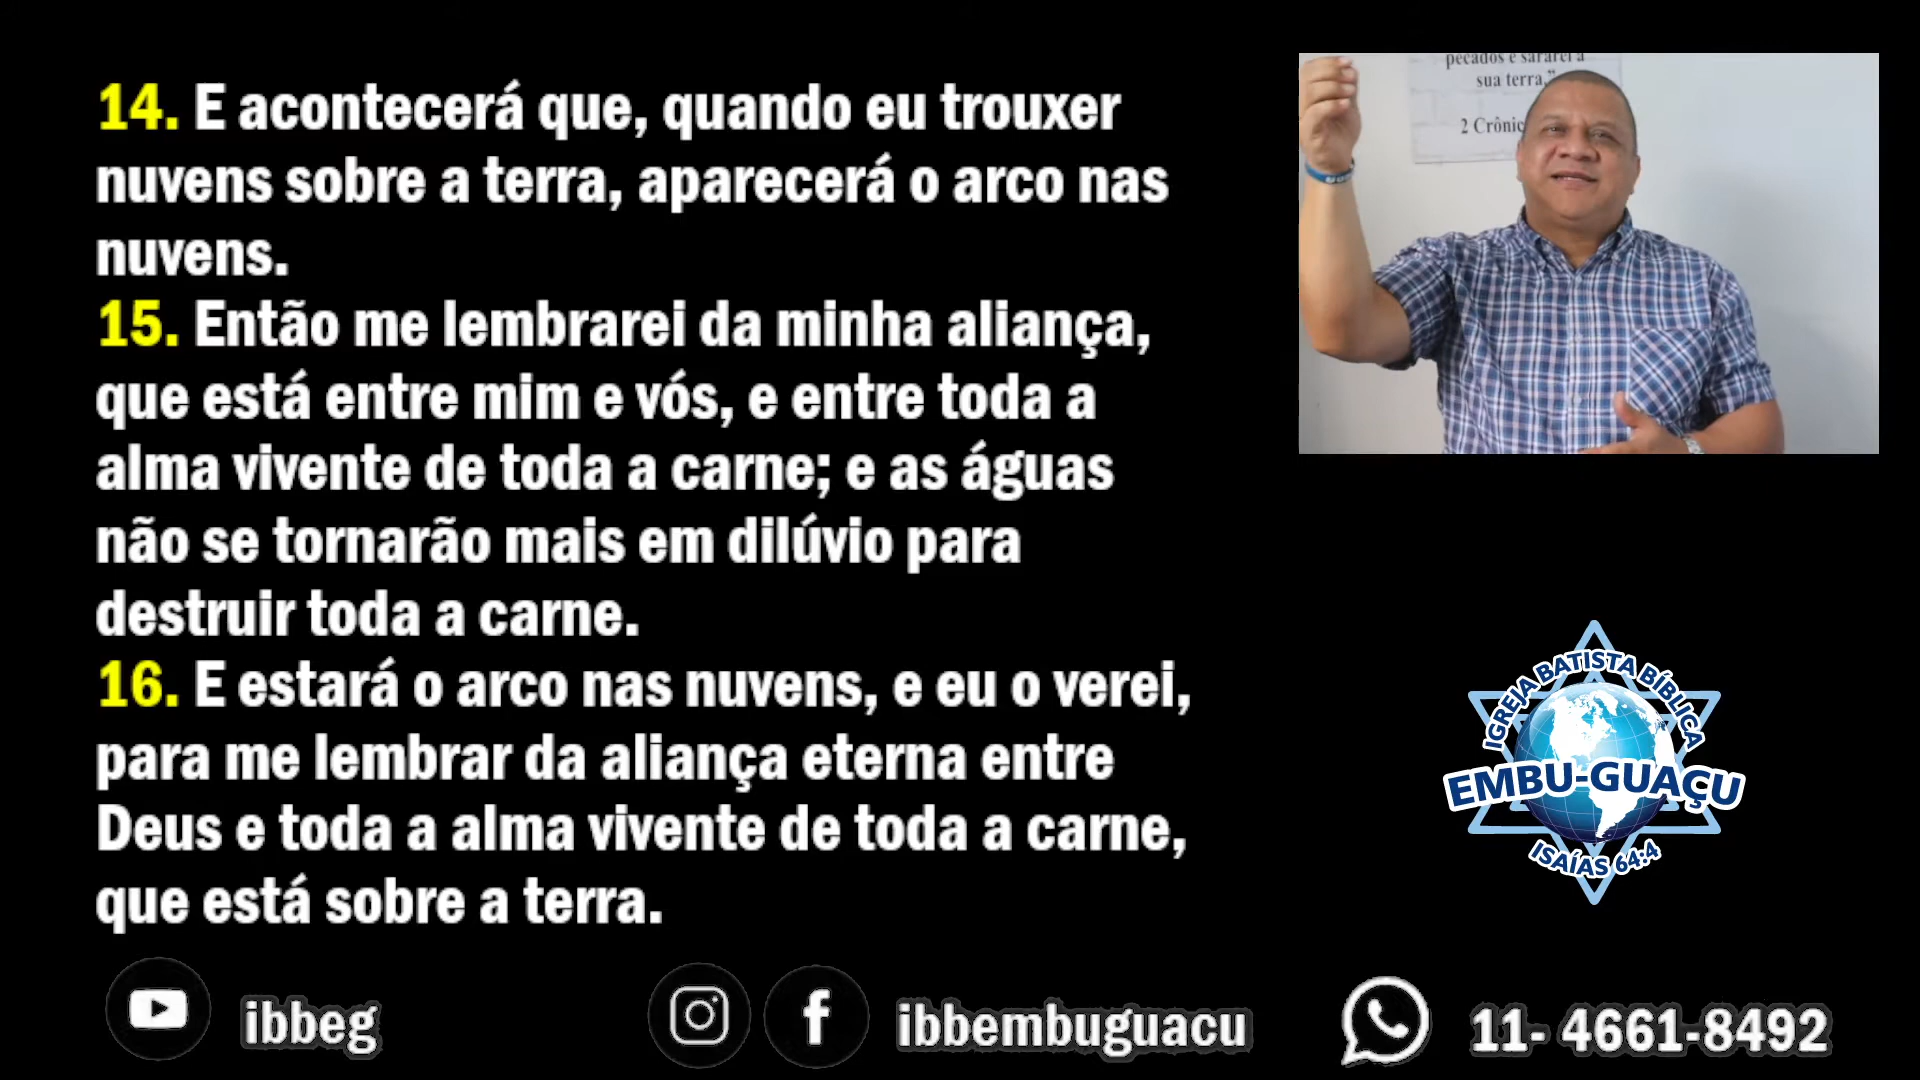 14. E acontecerá que, quando eu trouxer
nuvens sobre a terra, aparecerá o arco nas
nuvens.
15. Então me lembrarei da minha aliança,
que está entre mim e vós, e entre toda a
alma vivente de toda a carne; e as águas
não se tornarão mais em dilúvio para
destruir toda a carne.
16. E estará o arco nas nuvens, e eu o verei,
para me lembrar da aliança eterna entre
Deus e toda a alma vivente de toda a carne,
que está sobre a terra.
pecados e sararei a
sua terra."
2 Crônic
IGREJA BATISTA BÍBLICA
EMBU-GUAÇU
ISAÍAS 64:4
ibbeg
ibbembuguacu
11- 4661-8492